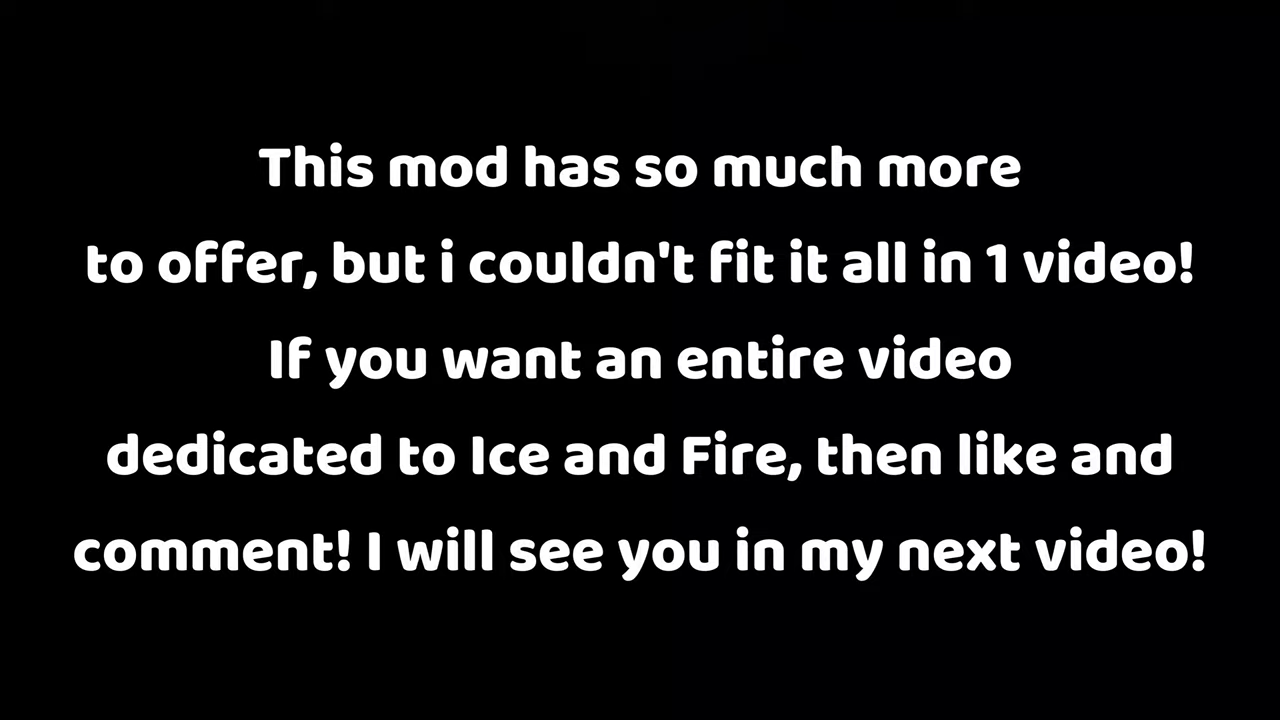 This mod has so much more
to offer, but i couldn't fit it all in 1 video!
If you want an entire video
dedicated to Ice and Fire, then like and
comment! I will see you in my next video!